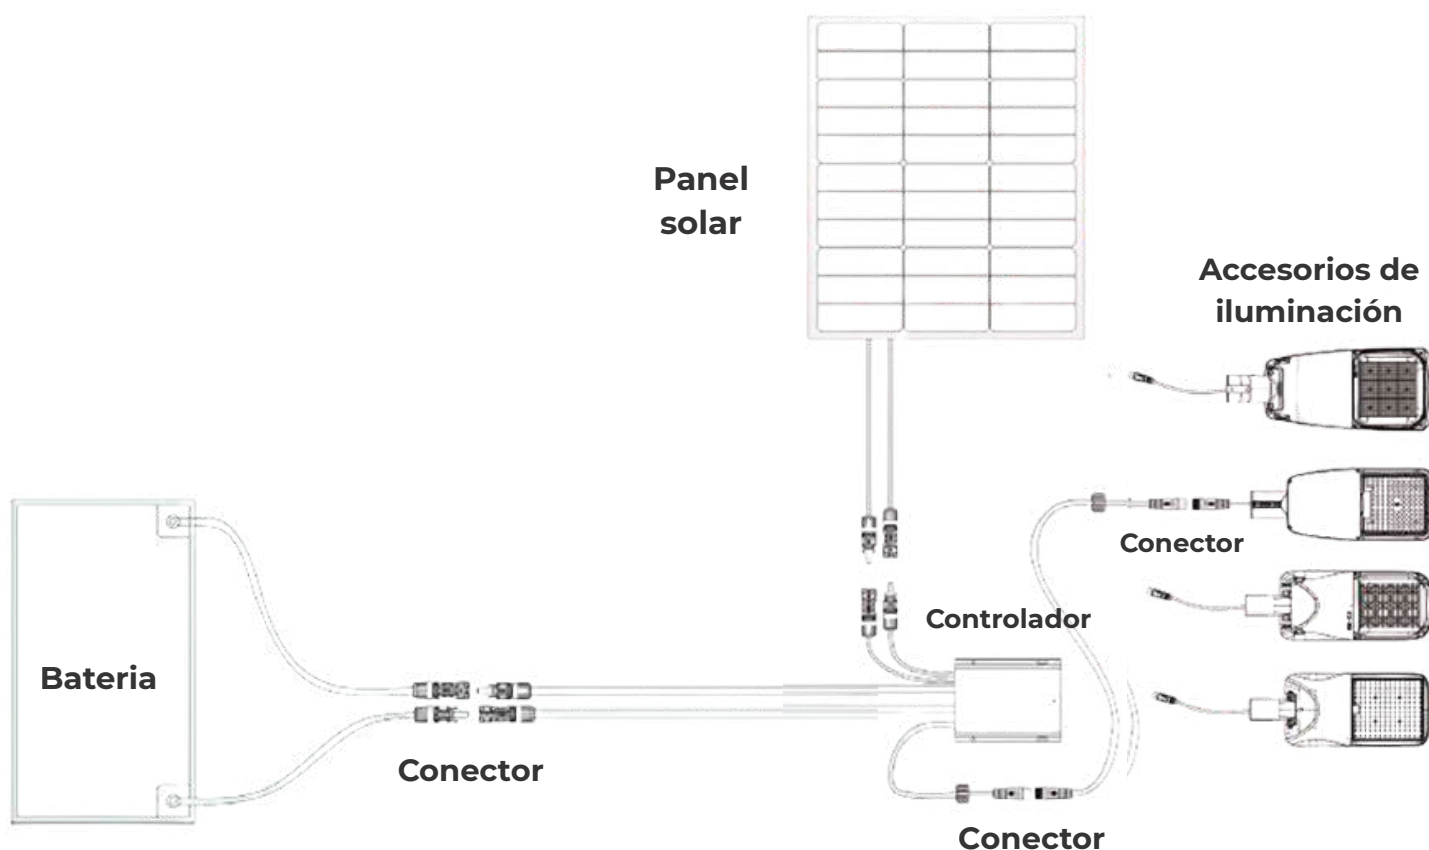 Panel
solar
Accesorios de
iluminación
Conector
Controlador
Bateria
Conector
Conector